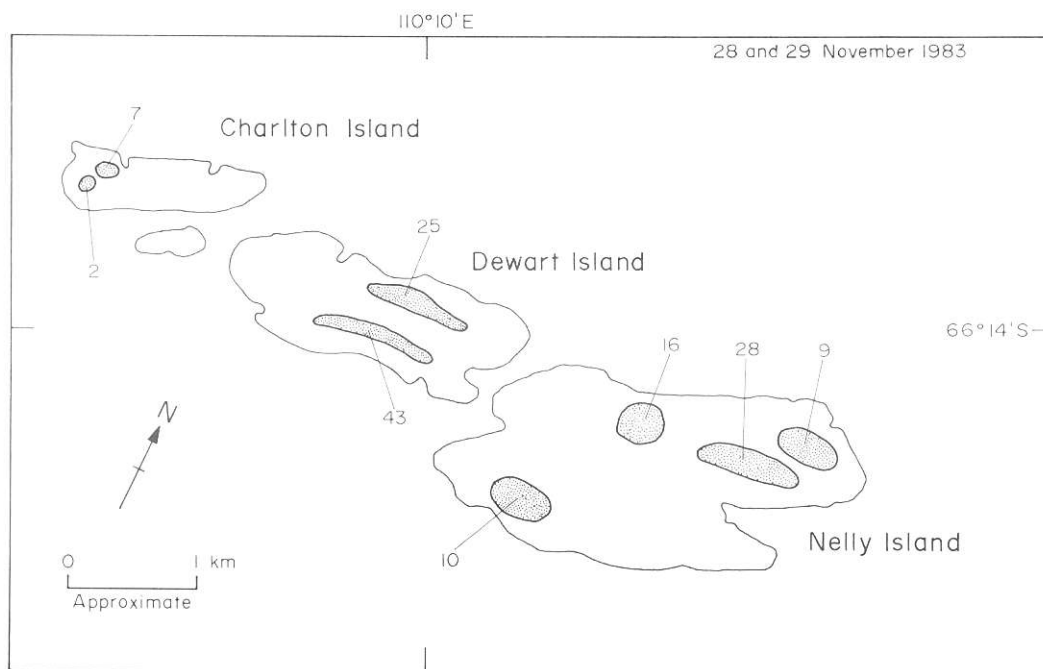 110°10'E
28 and 29 November 1983
7
Charlton Island
2
25
Dewart Island
66°14'S
16
28
9
43
N
10
Nelly Island
0 1 km
Approximate